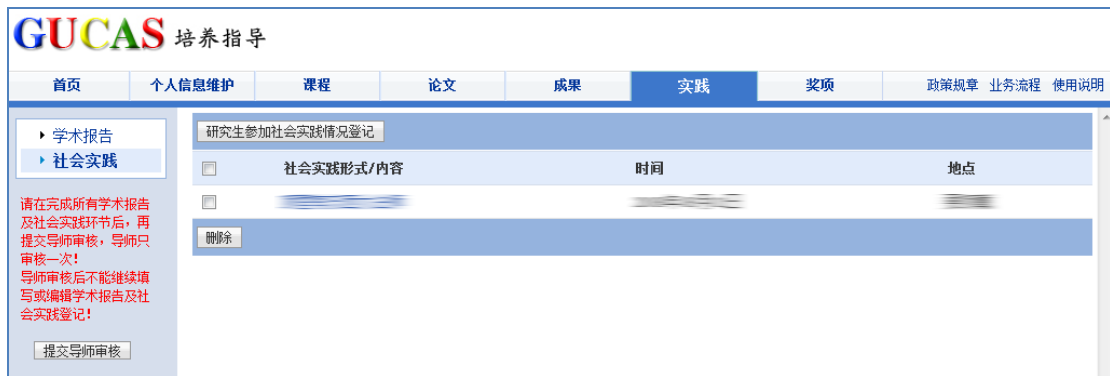 GUCAS 培养指导
首页 个人信息维护 课程 论文 成果 实践 奖项 政策规章 业务流程 使用说明
学术报告
社会实践
请在完成所有学术报告
及社会实践环节后，再
提交导师审核，导师只
审核一次！
导师审核后不能继续填
写或编辑学术报告及社
会实践登记！
提交导师审核
研究生参加社会实践情况登记
社会实践形式/内容 时间 地点
删除